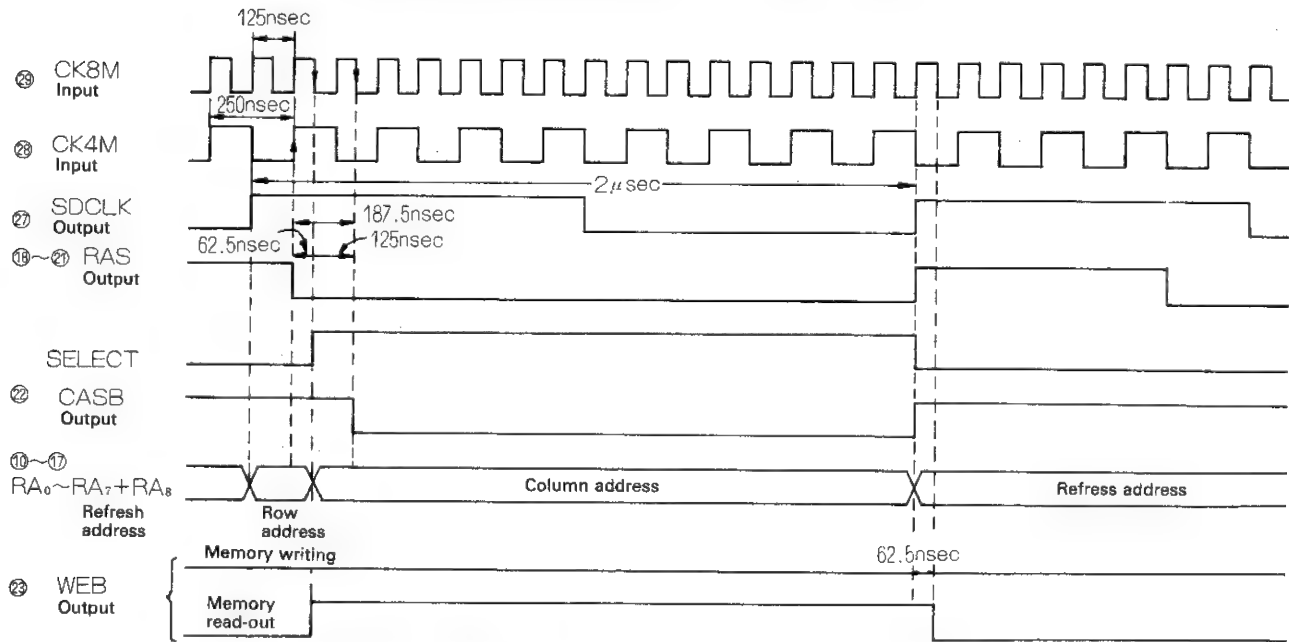 125nsec
㉙ CK8M
Input
250nsec
㉘ CK4M
Input
2μsec
㉗ SDCLK
Output
187.5nsec
62.5nsec
125nsec
⑱~㉑ RAS
Output
SELECT
㉒ CASB
Output
⑩~⑰
RA₀~RA₇+RA₈
Refresh
address
Row
address
Column address
Refress address
Memory writing
62.5nsec
㉓ WEB
Output
Memory
read-out